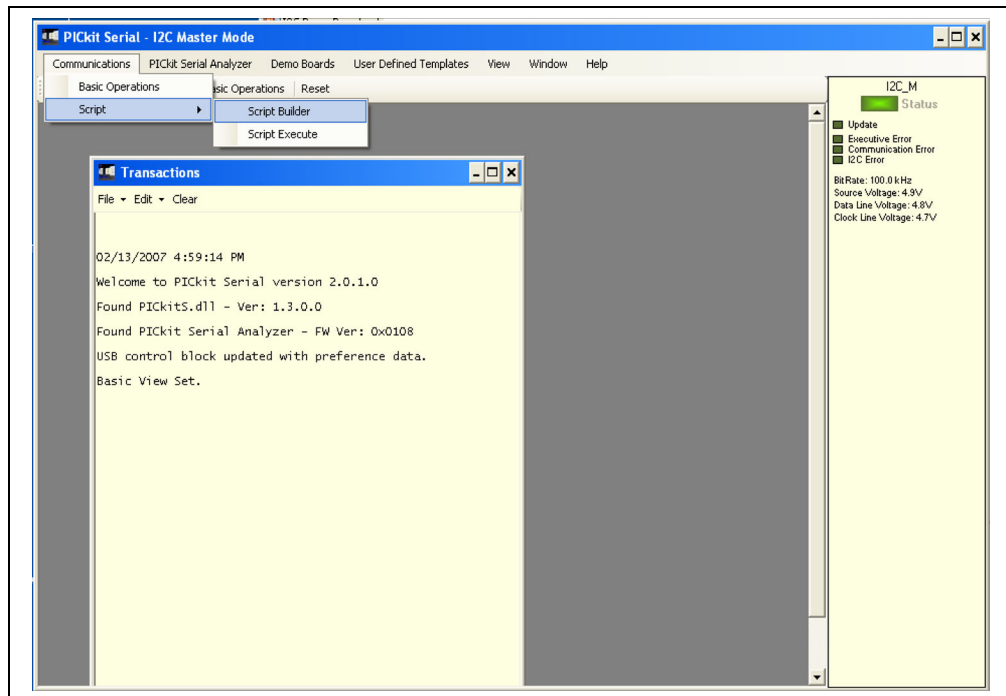 PICkit Serial - I2C Master Mode
Communications PICkit Serial Analyzer Demo Boards User Defined Templates View Window Help
Basic Operations
Basic Operations Reset
Script
Script Builder
Script Execute
Transactions
File Edit Clear
02/13/2007 4:59:14 PM
Welcome to PICkit Serial version 2.0.1.0
Found PICkitS.dll - Ver: 1.3.0.0
Found PICkit Serial Analyzer - FW Ver: 0x0108
USB control block updated with preference data.
Basic View Set.
I2C_M
Status
Update
Executive Error
Communication Error
I2C Error
BitRate: 100.0 kHz
Source Voltage: 4.9V
Data Line Voltage: 4.8V
Clock Line Voltage: 4.7V